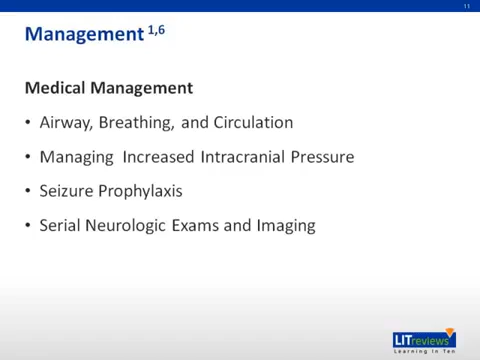 11
Management 1,6
Medical Management
• Airway, Breathing, and Circulation
• Managing Increased Intracranial Pressure
• Seizure Prophylaxis
• Serial Neurologic Exams and Imaging
LITreviews
Learning In Ten